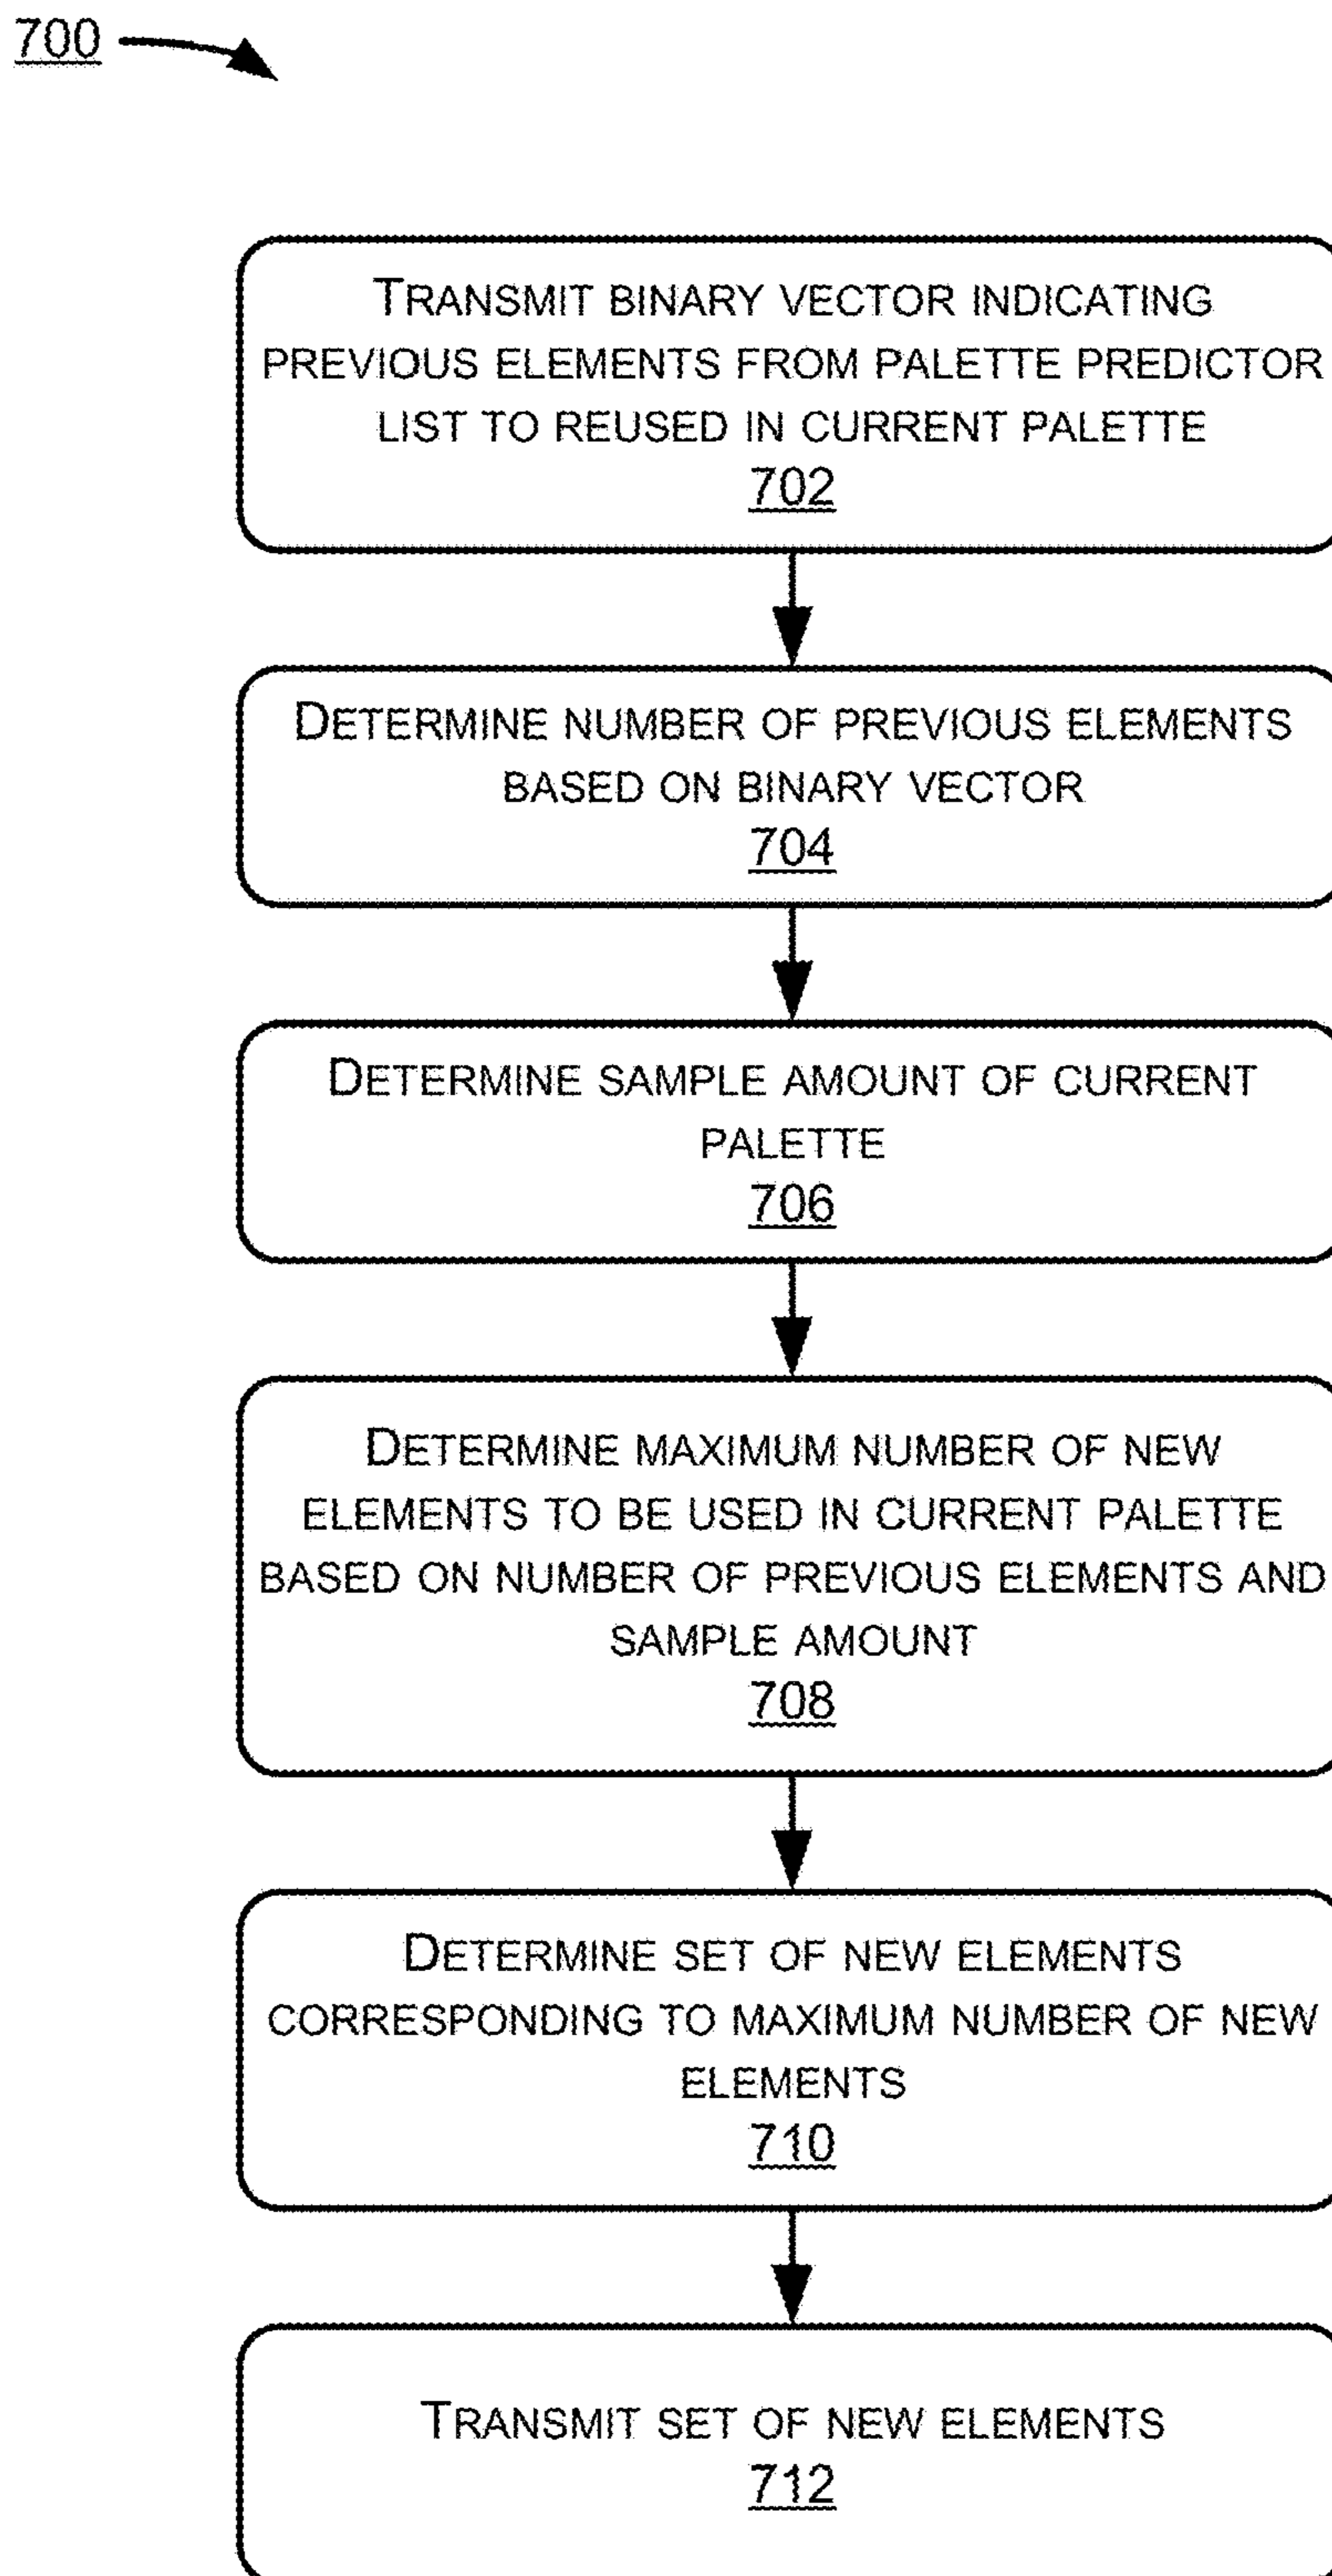 700
TRANSMIT BINARY VECTOR INDICATING
PREVIOUS ELEMENTS FROM PALETTE PREDICTOR
LIST TO REUSED IN CURRENT PALETTE
702
DETERMINE NUMBER OF PREVIOUS ELEMENTS
BASED ON BINARY VECTOR
704
DETERMINE SAMPLE AMOUNT OF CURRENT
PALETTE
706
DETERMINE MAXIMUM NUMBER OF NEW
ELEMENTS TO BE USED IN CURRENT PALETTE
BASED ON NUMBER OF PREVIOUS ELEMENTS AND
SAMPLE AMOUNT
708
DETERMINE SET OF NEW ELEMENTS
CORRESPONDING TO MAXIMUM NUMBER OF NEW
ELEMENTS
710
TRANSMIT SET OF NEW ELEMENTS
712